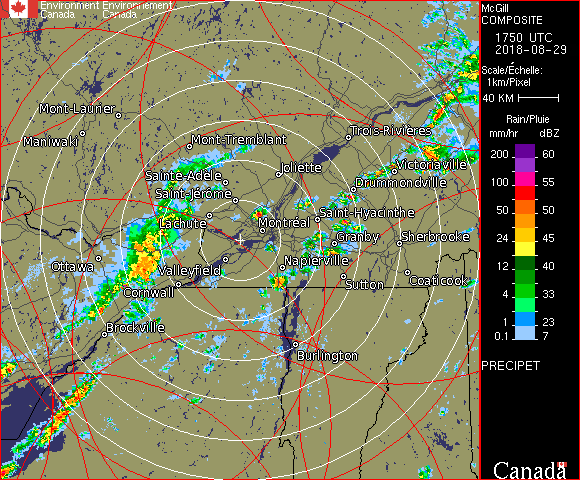 Environment Environnement
Canada Canada
McGill
COMPOSITE
1750 UTC
2018-08-29
Scale/Échelle:
1km/Pixel
40 KM
Rain/Pluie
mm/hr dBZ
200 60
150 57
100 55
50 50
24 45
12 40
4 33
1 23
0.1 7
PRECIPET
Canada
Mont-Laurier
Maniwaki
Mont-Tremblant
Trois-Rivières
Joliette
Victoriaville
Sainte-Adèle
Drummondville
Saint-Jérôme
Lachute
Montréal
Saint-Hyacinthe
Granby
Sherbrooke
Ottawa
Valleyfield
Napierville
Cornwall
Sutton
Coaticook
Brockville
Burlington